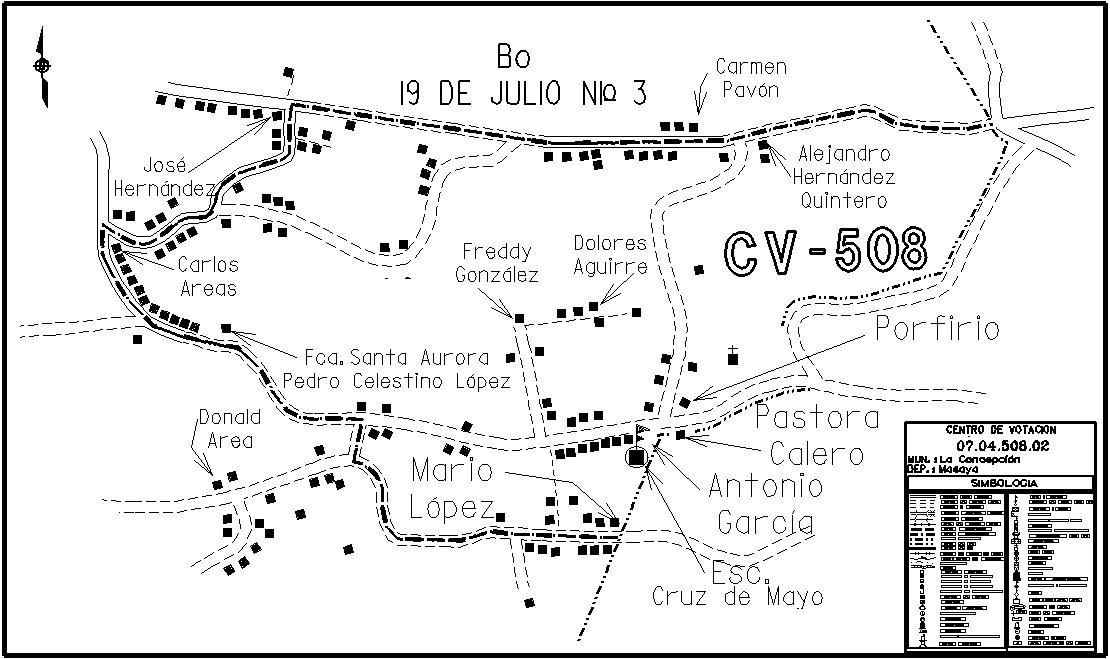 Bo
19 DE JULIO Nº 3
Carmen
Pavón
José
Hernández
Alejandro
Hernández
Quintero
CV-508
Carlos
Areas
Freddy
González
Dolores
Aguirre
Porfirio
Fca. Santa Aurora
Pedro Celestino López
Donald
Area
Pastora
Calero
Mario
López
Antonio
García
Esc.
Cruz de Mayo
CENTRO DE VOTACION
07.04.508.02
MUN.: La Concepción
DEP.: Masaya
SIMBOLOGIA